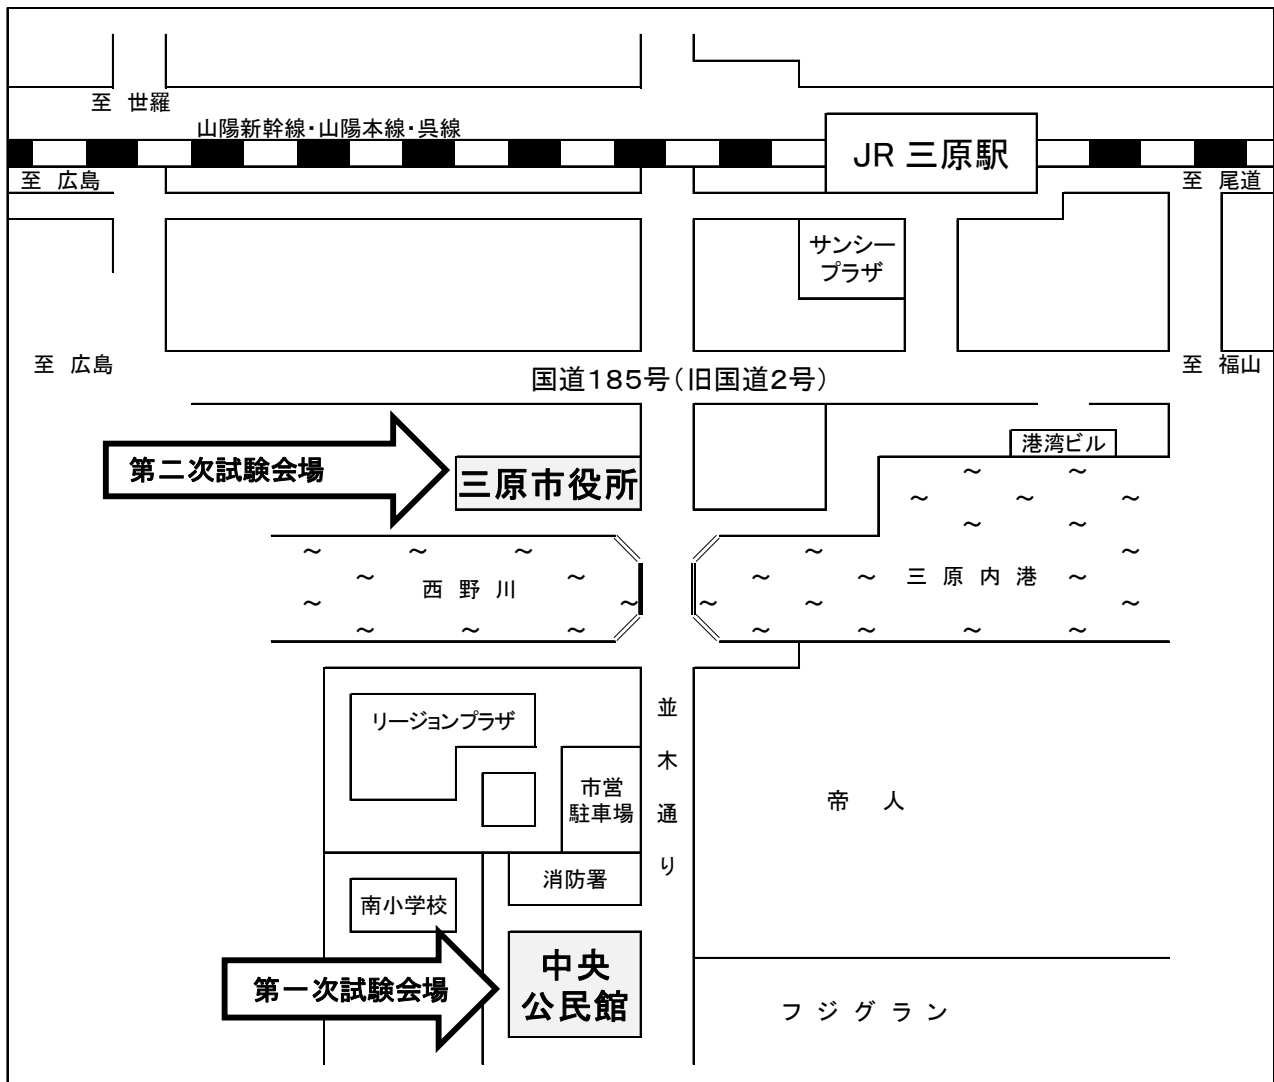 至 世羅
山陽新幹線・山陽本線・呉線
JR 三原駅
至 広島
至 尾道
サンシー
プラザ
至 広島
至 福山
国道185号(旧国道2号)
港湾ビル
第二次試験会場
三原市役所
西野川
三原内港
リージョンプラザ
並木通り
市営
駐車場
帝人
消防署
南小学校
中央
公民館
第一次試験会場
フジグラン